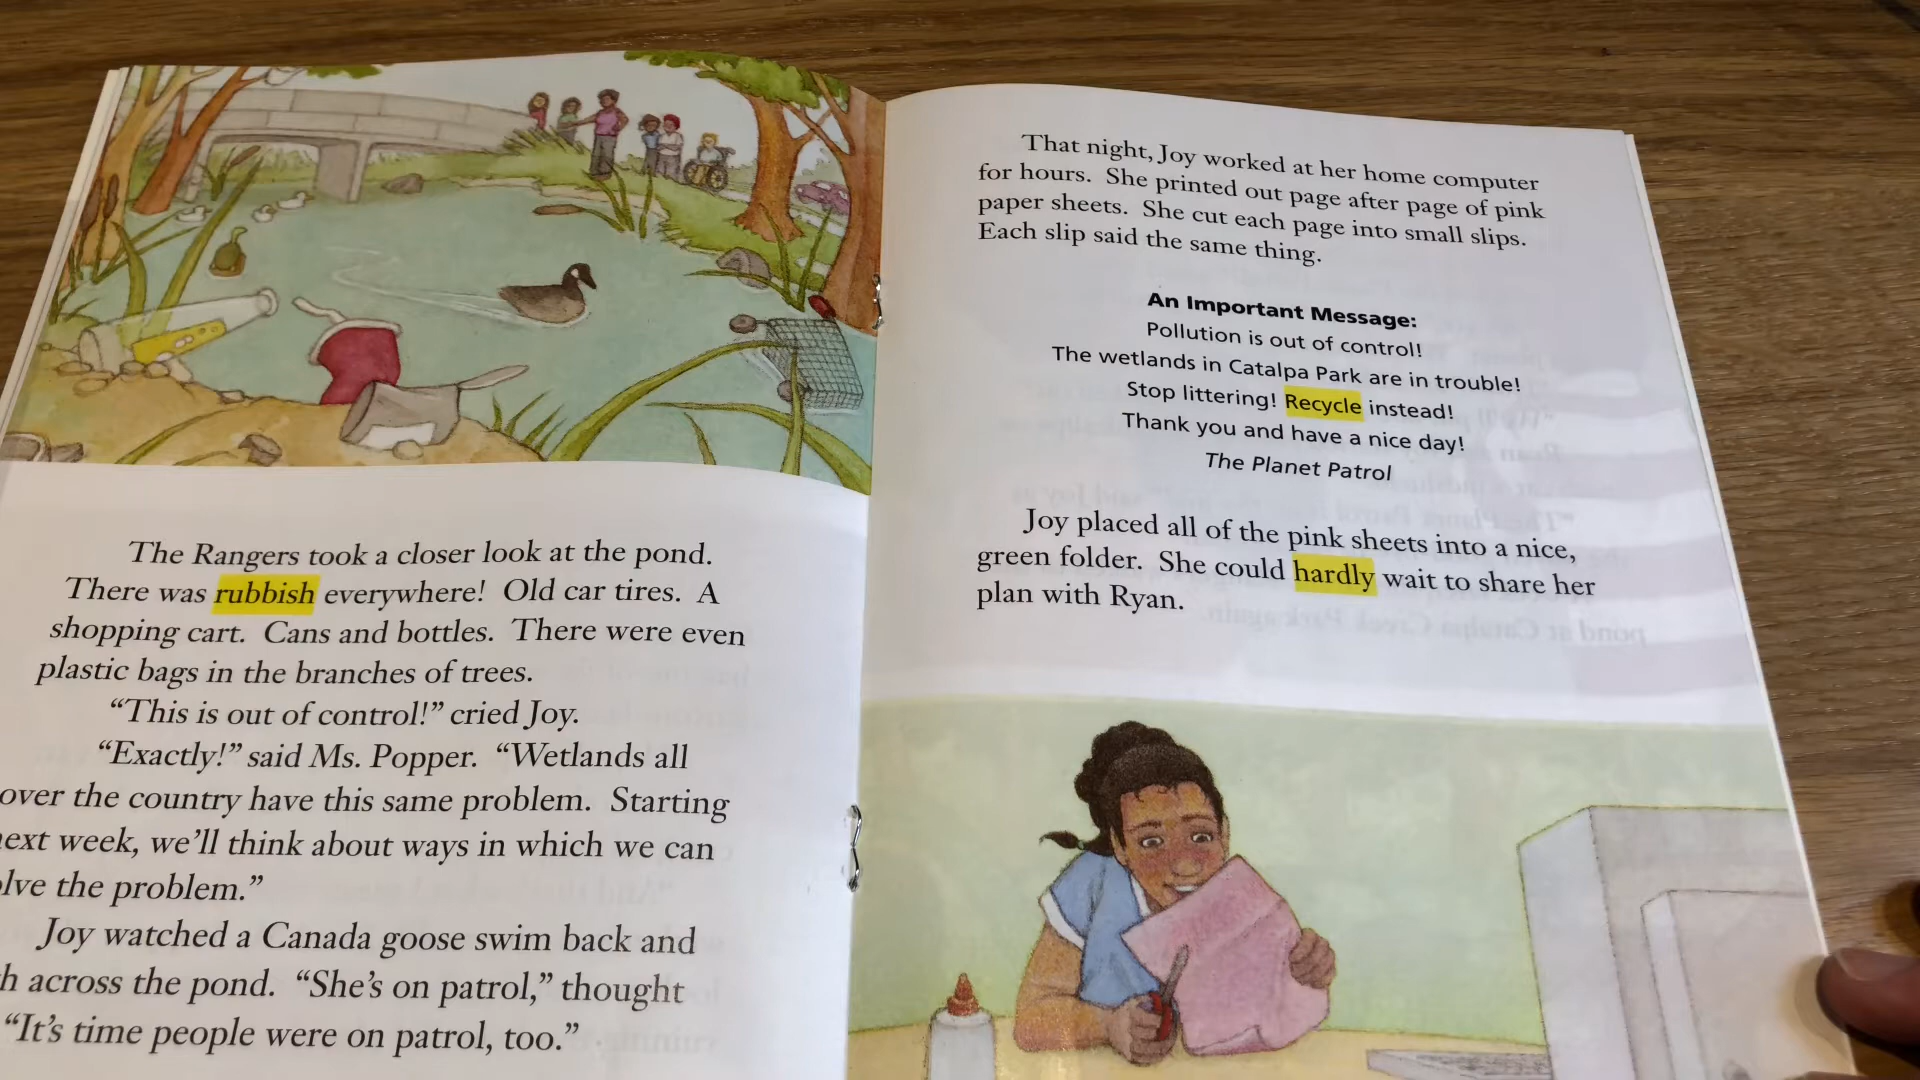 The Rangers took a closer look at the pond.
There was rubbish everywhere! Old car tires. A
shopping cart. Cans and bottles. There were even
plastic bags in the branches of trees.
“This is out of control!” cried Joy.
“Exactly!” said Ms. Popper. “Wetlands all
over the country have this same problem. Starting
week, we’ll think about ways in which we can
the problem.”
Joy watched a Canada goose swim back and
across the pond. “She’s on patrol,” thought
“It’s time people were on patrol, too.”
That night, Joy worked at her home computer
for hours. She printed out page after page of pink
paper sheets. She cut each page into small slips.
Each slip said the same thing.
An Important Message:
Pollution is out of control!
The wetlands in Catalpa Park are in trouble!
Stop littering! Recycle instead!
Thank you and have a nice day!
The Planet Patrol
Joy placed all of the pink sheets into a nice,
green folder. She could hardly wait to share her
plan with Ryan.